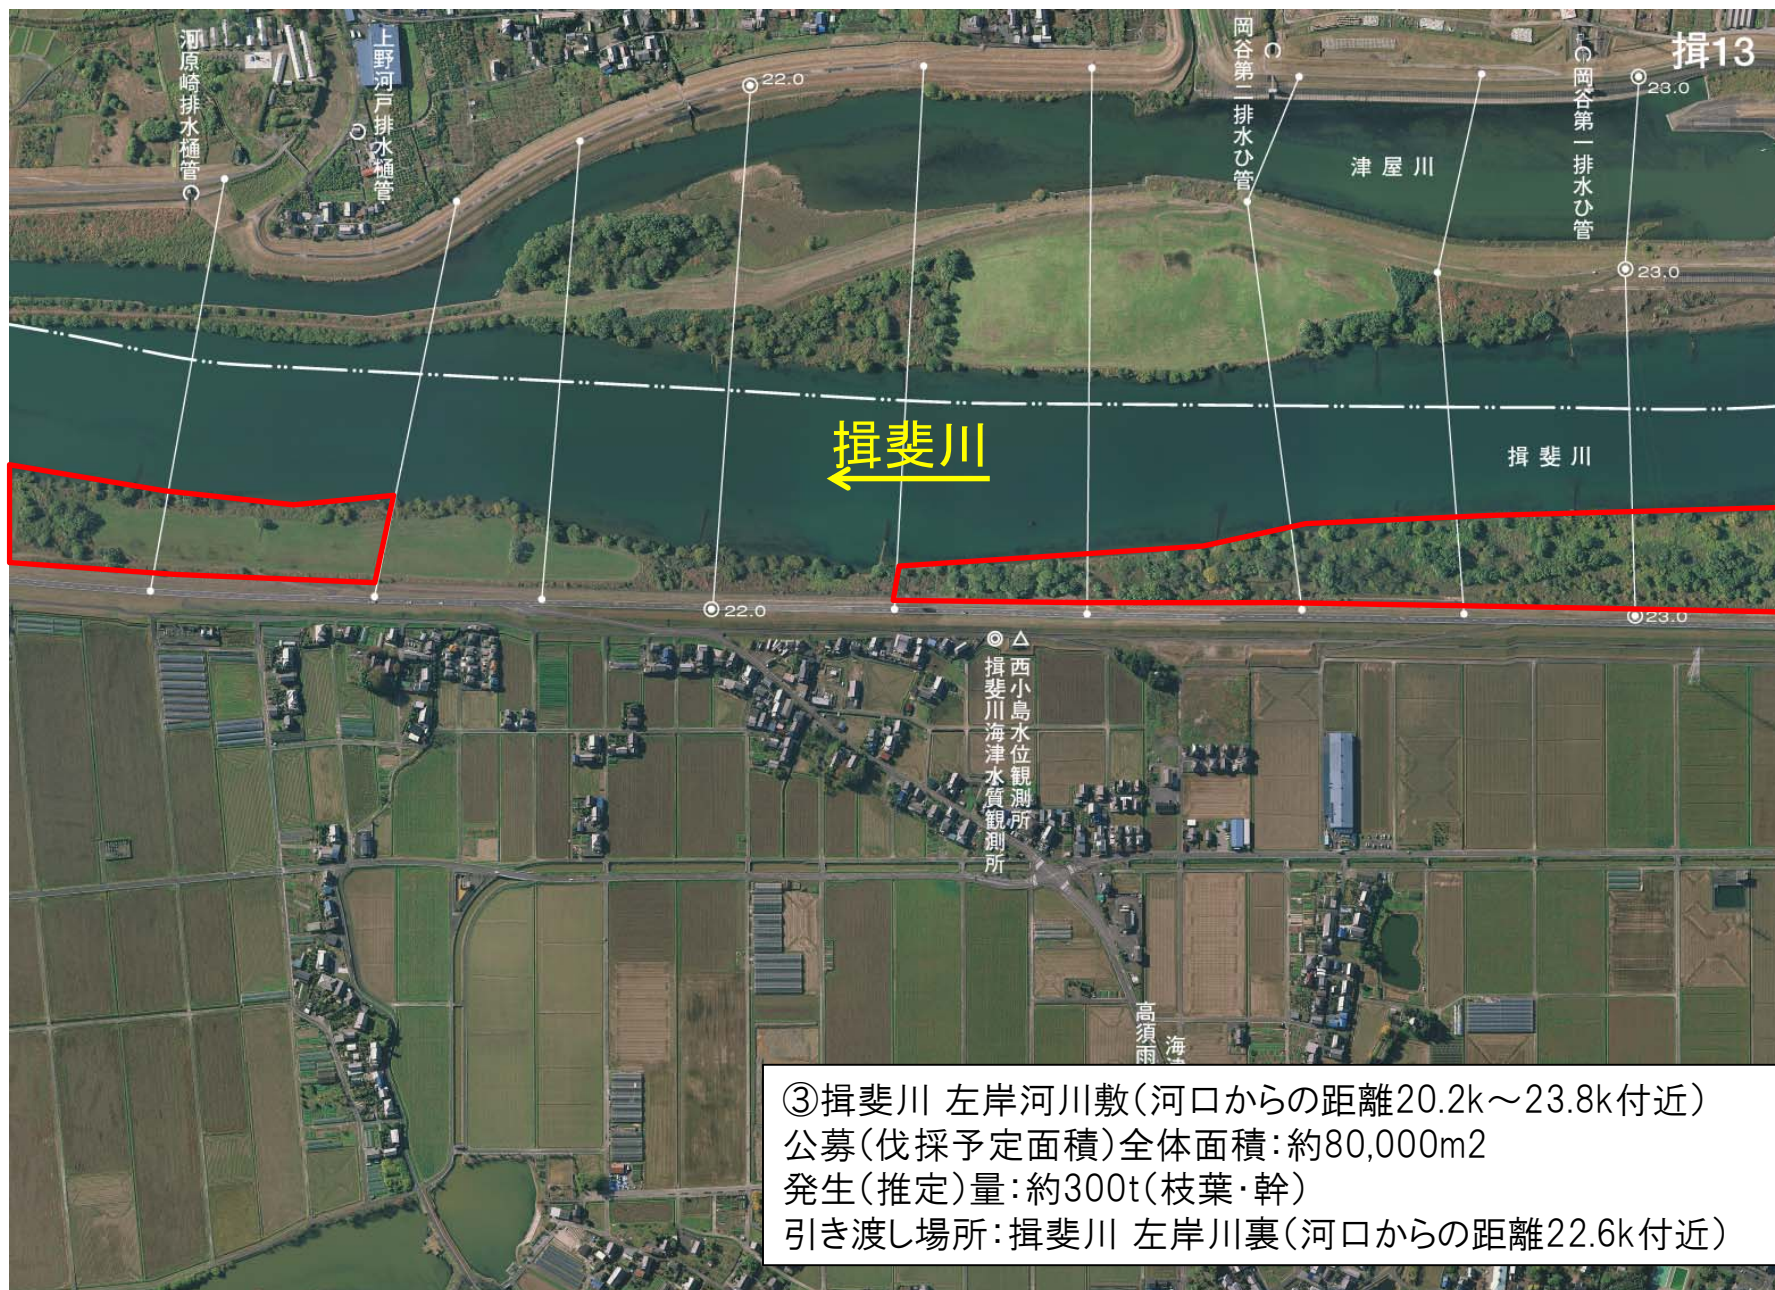 揖13
河原崎排水樋管
上野河戸排水樋管
22.0
岡谷第二排水ひ管
岡谷第一排水ひ管
23.0
津屋川
23.0
揖斐川
揖斐川
22.0
23.0
西小島水位観測所
揖斐川海津水質観測所
高須雨
海津
③揖斐川 左岸河川敷(河口からの距離20.2k～23.8k付近)
公募(伐採予定面積)全体面積:約80,000m2
発生(推定)量:約300t(枝葉・幹)
引き渡し場所:揖斐川 左岸川裏(河口からの距離22.6k付近)